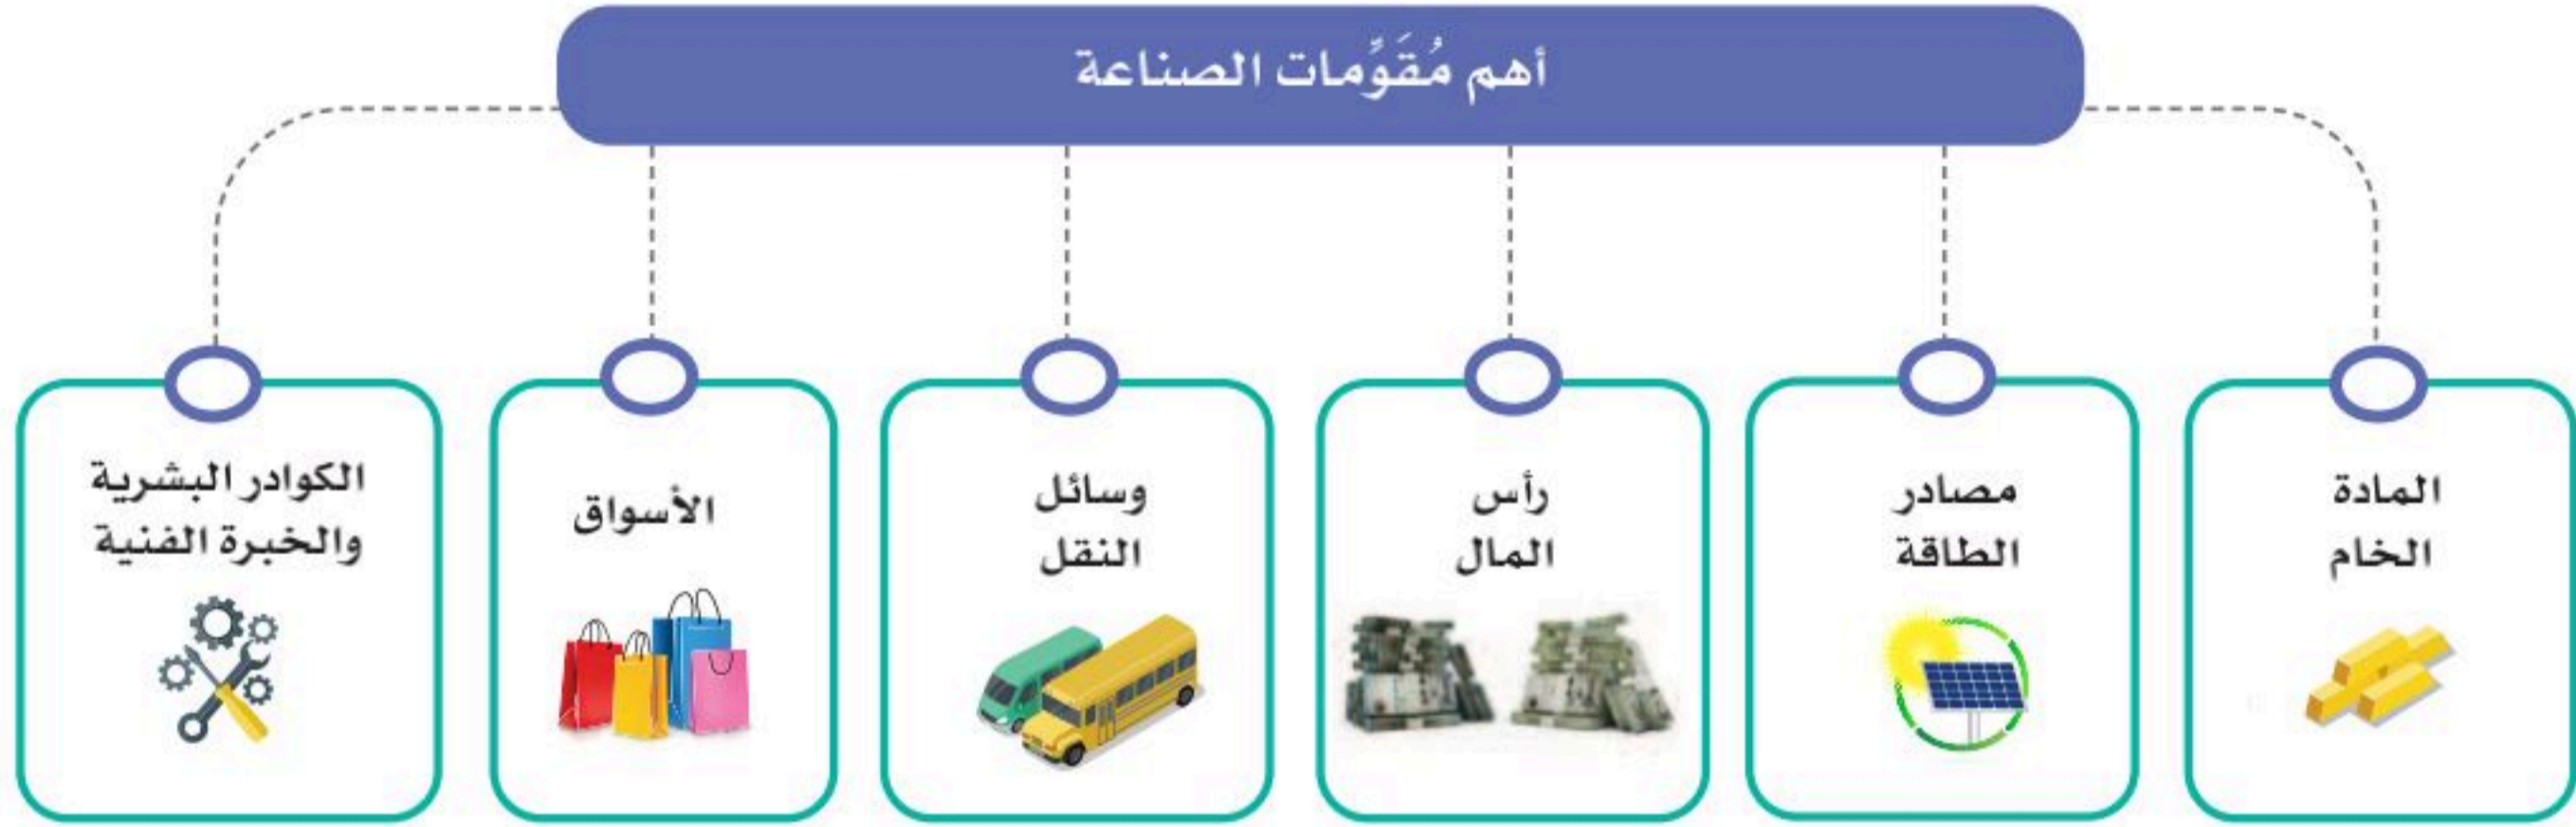 أهم مُقَوِّمات الصناعة
المادة
الخام
مصادر
الطاقة
رأس
المال
وسائل
النقل
الأسواق
الكوادر البشرية
والخبرة الفنية